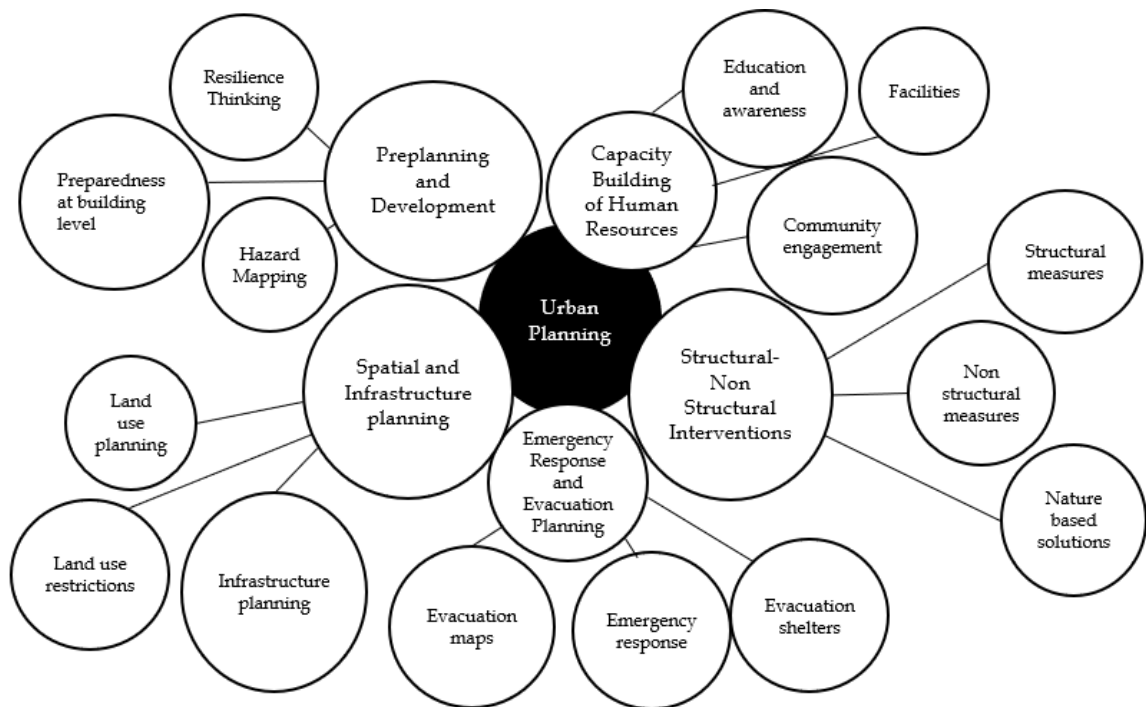 Resilience
Thinking
Preparedness
at building
level
Hazard
Mapping
Preplanning
and
Development
Education
and
awareness
Facilities
Capacity
Building
of Human
Resources
Community
engagement
Urban
Planning
Structural
measures
Non
structural
measures
Nature
based
solutions
Structural-
Non
Structural
Interventions
Spatial and
Infrastructure
planning
Land
use
planning
Land use
restrictions
Infrastructure
planning
Emergency
Response
and
Evacuation
Planning
Evacuation
maps
Emergency
response
Evacuation
shelters